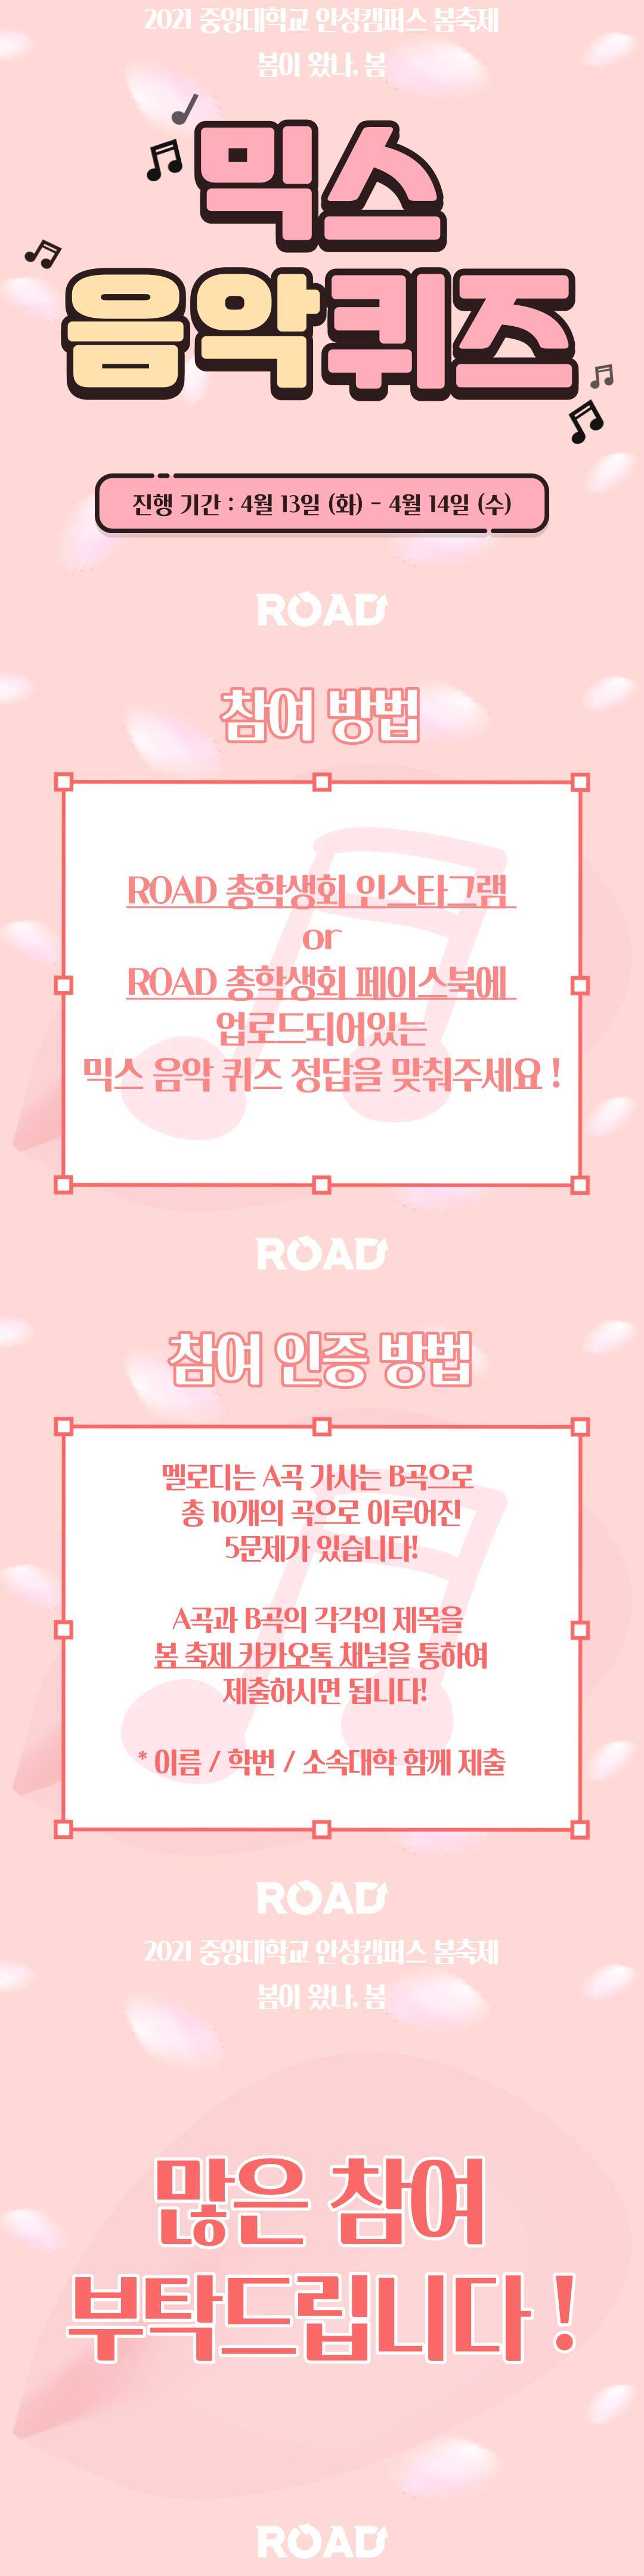 2021 중앙대학교 안성캠퍼스 봄축제
봄이 왔나, 봄
믹스
음악퀴즈
진행 기간 : 4월 13일 (화) - 4월 14일 (수)
ROAD
참여 방법
ROAD 총학생회 인스타그램
or
ROAD 총학생회 페이스북에
업로드되어있는
믹스 음악 퀴즈 정답을 맞춰주세요 !
ROAD
참여 인증 방법
멜로디는 A곡 가사는 B곡으로
총 10개의 곡으로 이루어진
5문제가 있습니다!
A곡과 B곡의 각각의 제목을
봄 축제 카카오톡 채널을 통하여
제출하시면 됩니다!
* 이름 / 학번 / 소속대학 함께 제출
ROAD
2021 중앙대학교 안성캠퍼스 봄축제
봄이 왔나, 봄
많은 참여
부탁드립니다 !
ROAD